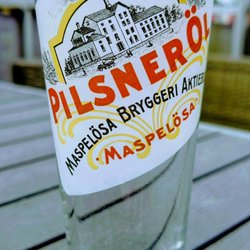 PILSNERÖL
MASPELÖSA BRYGGERI AKTIEB
MASPELÖSA.